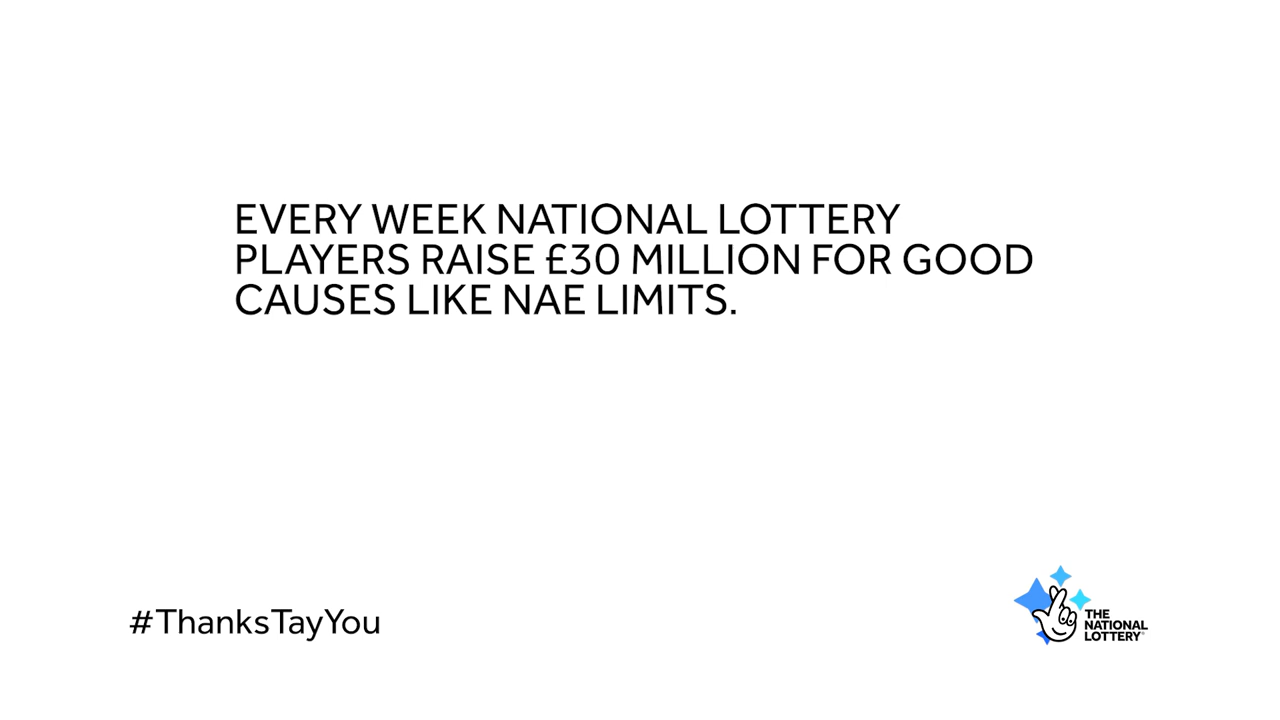 EVERY WEEK NATIONAL LOTTERY
PLAYERS RAISE £30 MILLION FOR GOOD
CAUSES LIKE NAE LIMITS.
#ThanksTayYou
THE
NATIONAL
LOTTERY